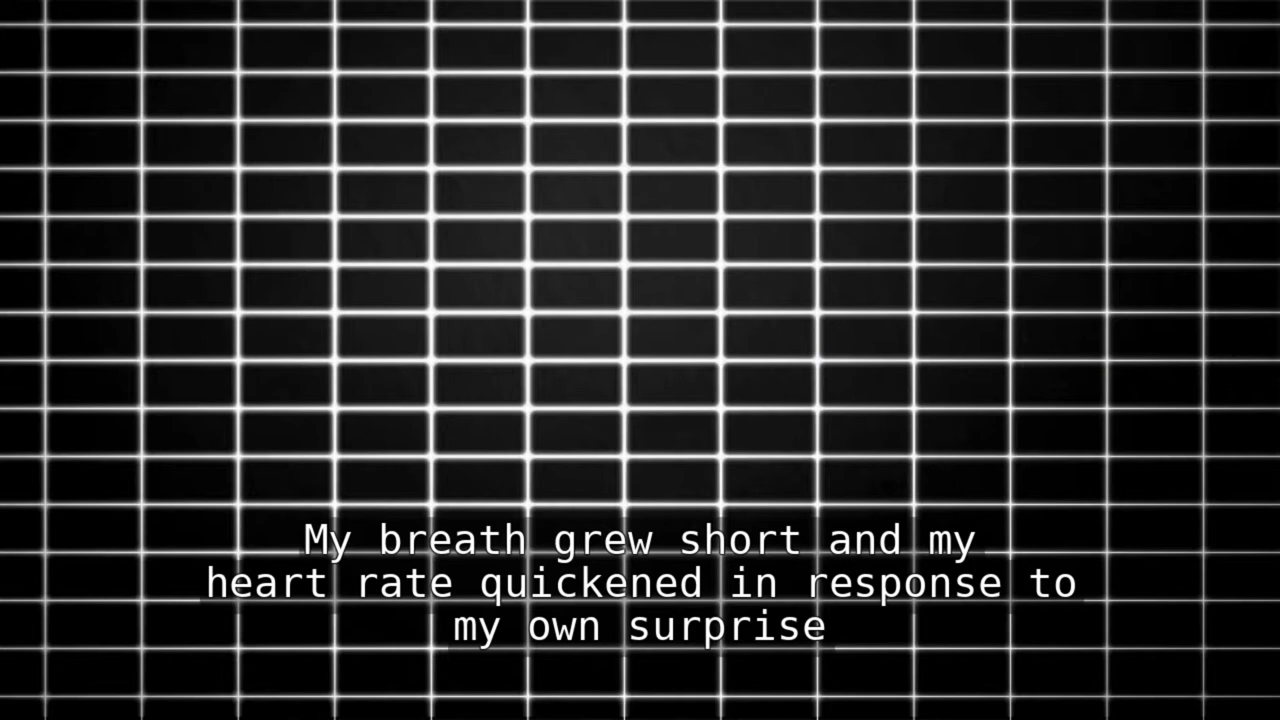 My breath grew short and my
heart rate quickened in response to
my own surprise